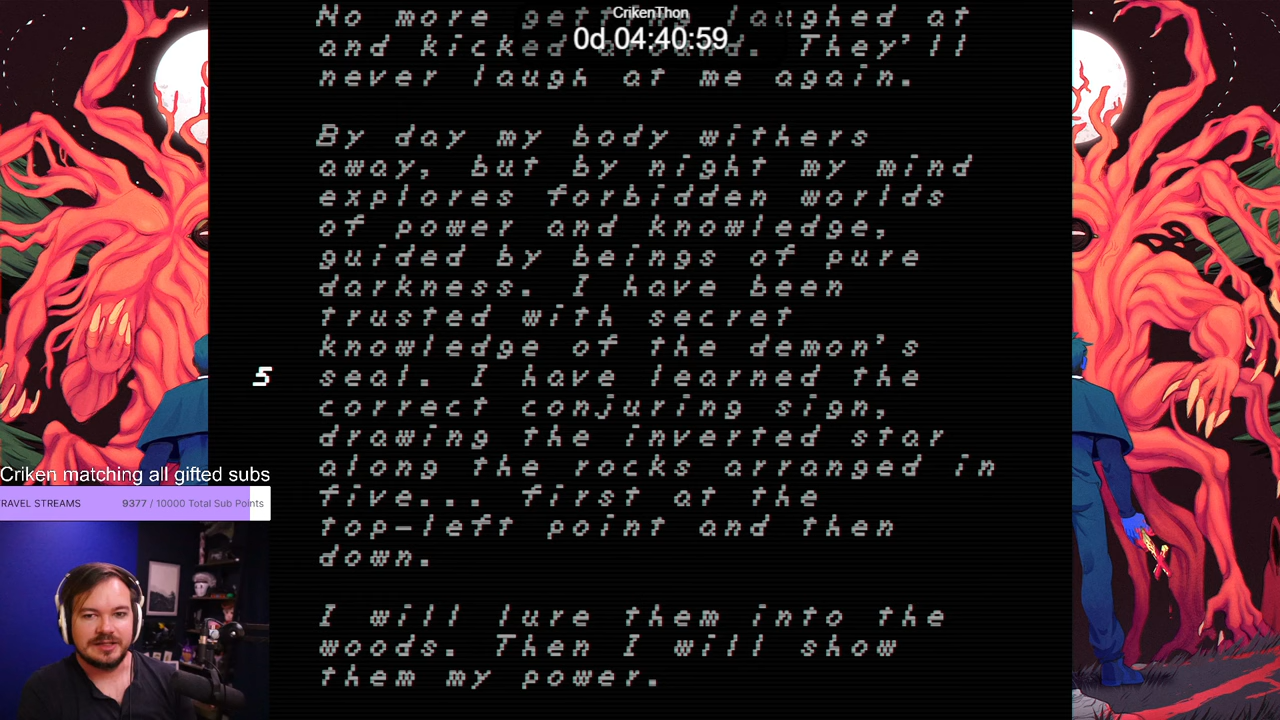 CrikenThon
0d 04:40:59
No more getting laughed at
and kicked around. They'll
never laugh at me again.
By day my body withers
away, but by night my mind
explores forbidden worlds
of power and knowledge,
guided by beings of pure
darkness. I have been
trusted with secret
knowledge of the demon's
5
seal. I have learned the
correct conjuring sign,
drawing the inverted star
along the rocks arranged in
five... first at the
top-left point and then
down.
I will lure them into the
woods. Then I will show
them my power.
Criken matching all gifted subs
RAVEL STREAMS 9377 / 10000 Total Sub Points